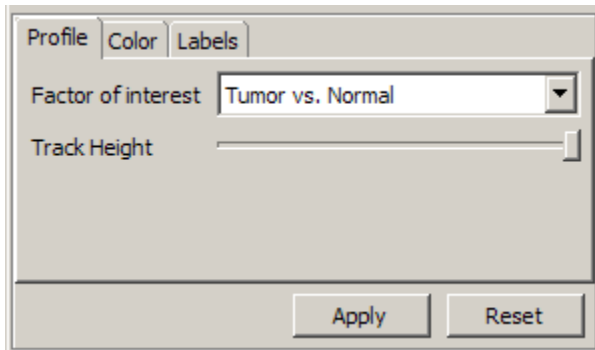 Profile Color Labels
Factor of interest Tumor vs. Normal
Track Height
Apply Reset